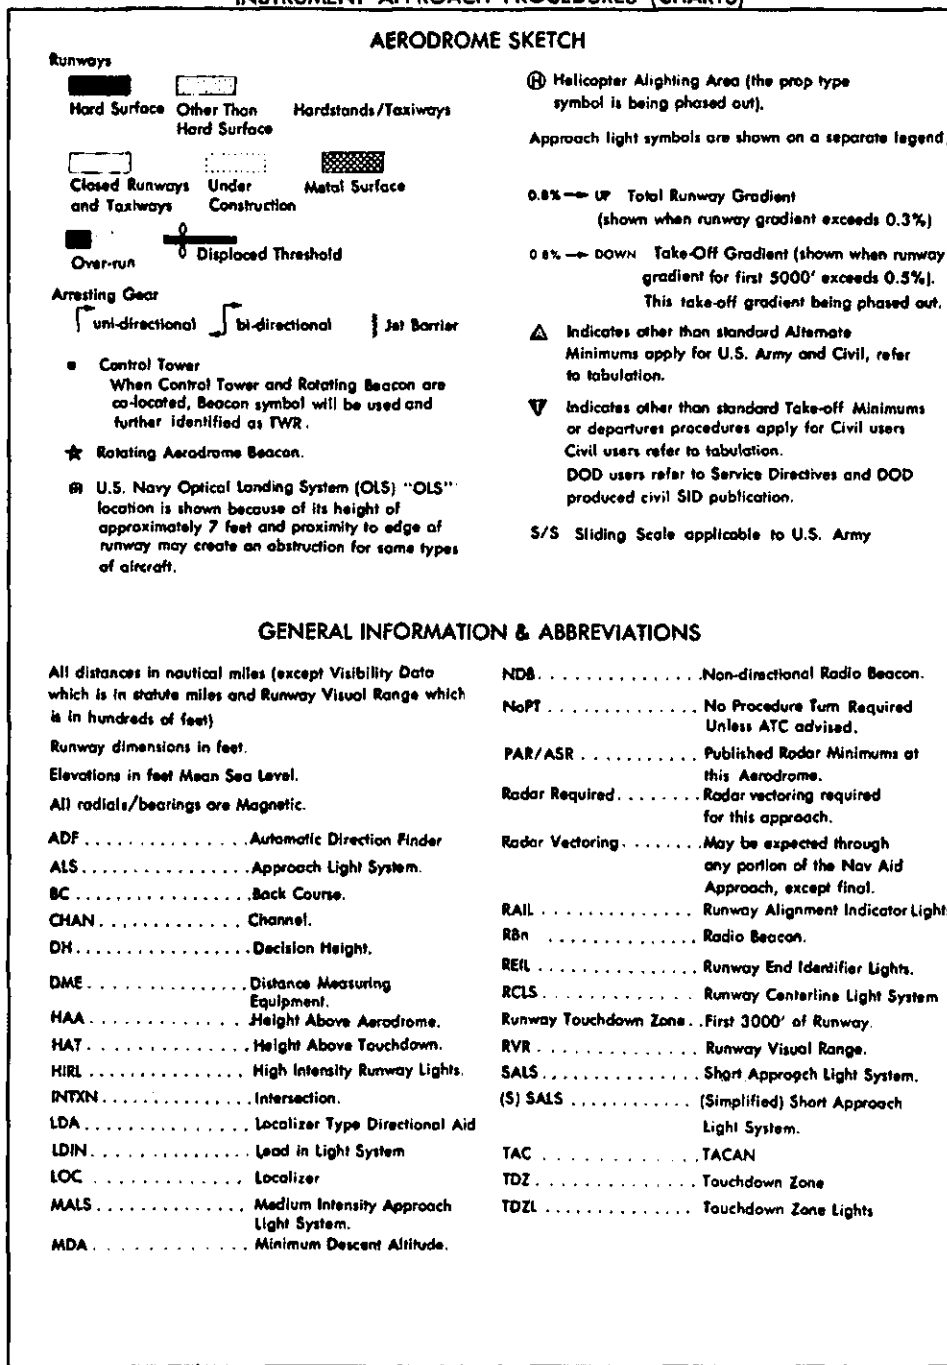 INSTRUMENT APPROACH PROCEDURES (CHARTS)
AERODROME SKETCH
Runways
Hard Surface
Other Than
Hard Surface
Hardstands/Taxiways
Closed Runways
and Taxiways
Under
Construction
Metal Surface
Over-run
Displaced Threshold
Arresting Gear
uni-directional
bi-directional
Jet Barrier
Control Tower
When Control Tower and Rotating Beacon are
co-located, Beacon symbol will be used and
further identified as TWR.
Rotating Aerodrome Beacon.
U.S. Navy Optical Landing System (OLS) "OLS"
location is shown because of its height of
approximately 7 feet and proximity to edge of
runway may create an obstruction for some types
of aircraft.
H Helicopter Alighting Area (the prop type
symbol is being phased out).
Approach light symbols are shown on a separate legend.
0.8% → UP Total Runway Gradient
(shown when runway gradient exceeds 0.3%)
0.8% → DOWN Take-Off Gradient (shown when runway
gradient for first 5000' exceeds 0.5%).
This take-off gradient being phased out.
A Indicates other than standard Alternate
Minimums apply for U.S. Army and Civil, refer
to tabulation.
T Indicates other than standard Take-off Minimums
or departures procedures apply for Civil users
Civil users refer to tabulation.
DOD users refer to Service Directives and DOD
produced civil SID publication.
S/S Sliding Scale applicable to U.S. Army
GENERAL INFORMATION & ABBREVIATIONS
All distances in nautical miles (except Visibility Data
which is in statute miles and Runway Visual Range which
is in hundreds of feet)
Runway dimensions in feet.
Elevations in feet Mean Sea Level.
All radials/bearings are Magnetic.
ADF . . . . . . . . . . . . . . . Automatic Direction Finder
ALS . . . . . . . . . . . . . . . Approach Light System.
BC . . . . . . . . . . . . . . . Back Course.
CHAN . . . . . . . . . . . . . Channel.
DH . . . . . . . . . . . . . . . Decision Height.
DME . . . . . . . . . . . . . . . Distance Measuring
Equipment.
HAA . . . . . . . . . . . . . . . Height Above Aerodrome.
HAT . . . . . . . . . . . . . . . Height Above Touchdown.
HIRL . . . . . . . . . . . . . . High Intensity Runway Lights.
INTXN . . . . . . . . . . . . . Intersection.
LDA . . . . . . . . . . . . . . . Localizer Type Directional Aid
LDIN . . . . . . . . . . . . . . Lead in Light System
LOC . . . . . . . . . . . . . . Localizer
MALS . . . . . . . . . . . . . Medium Intensity Approach
Light System.
MDA . . . . . . . . . . . . . . Minimum Descent Altitude.
NDB . . . . . . . . . . . . . . . Non-directional Radio Beacon.
NoPT . . . . . . . . . . . . . . No Procedure Turn Required
Unless ATC advised.
PAR/ASR . . . . . . . . . . . Published Radar Minimums at
this Aerodrome.
Radar Required . . . . . . . . Radar vectoring required
for this approach.
Radar Vectoring . . . . . . . . May be expected through
any portion of the Nav Aid
Approach, except final.
RAIL . . . . . . . . . . . . . . Runway Alignment Indicator Light
RBn . . . . . . . . . . . . . . Radio Beacon.
REIL . . . . . . . . . . . . . . Runway End Identifier Lights.
RCLS . . . . . . . . . . . . . . Runway Centerline Light System
Runway Touchdown Zone . . First 3000' of Runway.
RVR . . . . . . . . . . . . . . Runway Visual Range.
SALS . . . . . . . . . . . . . . Short Approach Light System.
(S) SALS . . . . . . . . . . . . (Simplified) Short Approach
Light System.
TAC . . . . . . . . . . . . . . TACAN
TDZ . . . . . . . . . . . . . . Touchdown Zone
TDZL . . . . . . . . . . . . . . Touchdown Zone Lights